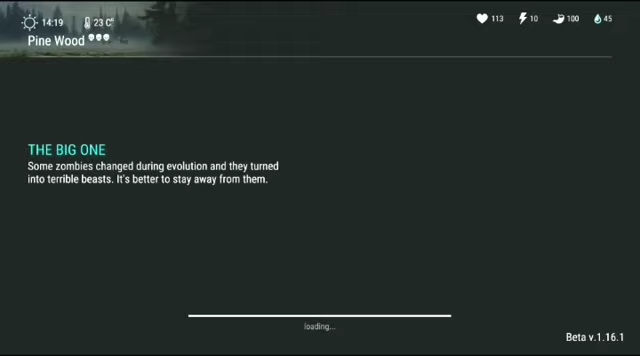 14:19 23 C° 113 10 100 45
Pine Wood
THE BIG ONE
Some zombies changed during evolution and they turned
into terrible beasts. It's better to stay away from them.
loading...
Beta v.1.16.1